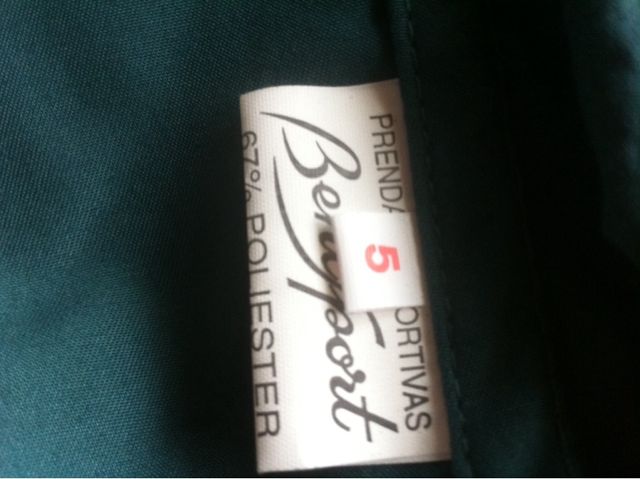 PRENDA ORTIVAS
5
Benyport
67% POLIESTER